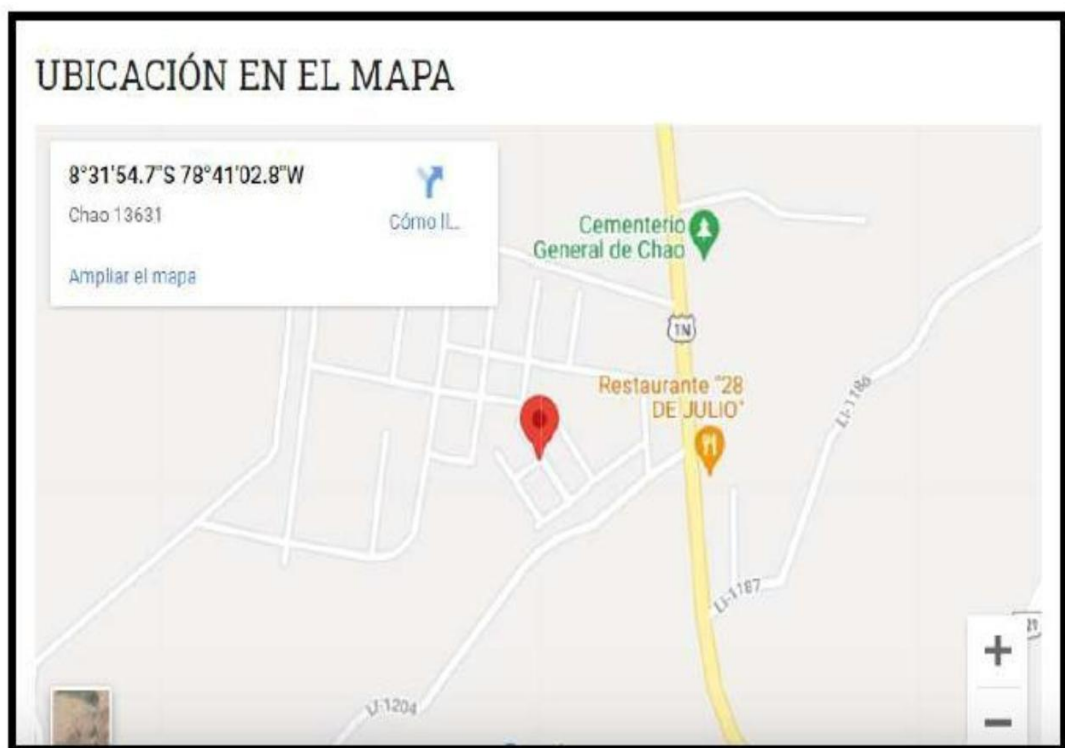 UBICACIÓN EN EL MAPA
8°31'54.7"S 78°41'02.8"W
Chao 13631
Cómo ll...
Ampliar el mapa
Cementerio
General de Chao
1N
Restaurante "28
DE JULIO"
LI-1186
LI-1187
LI-1204
+
−